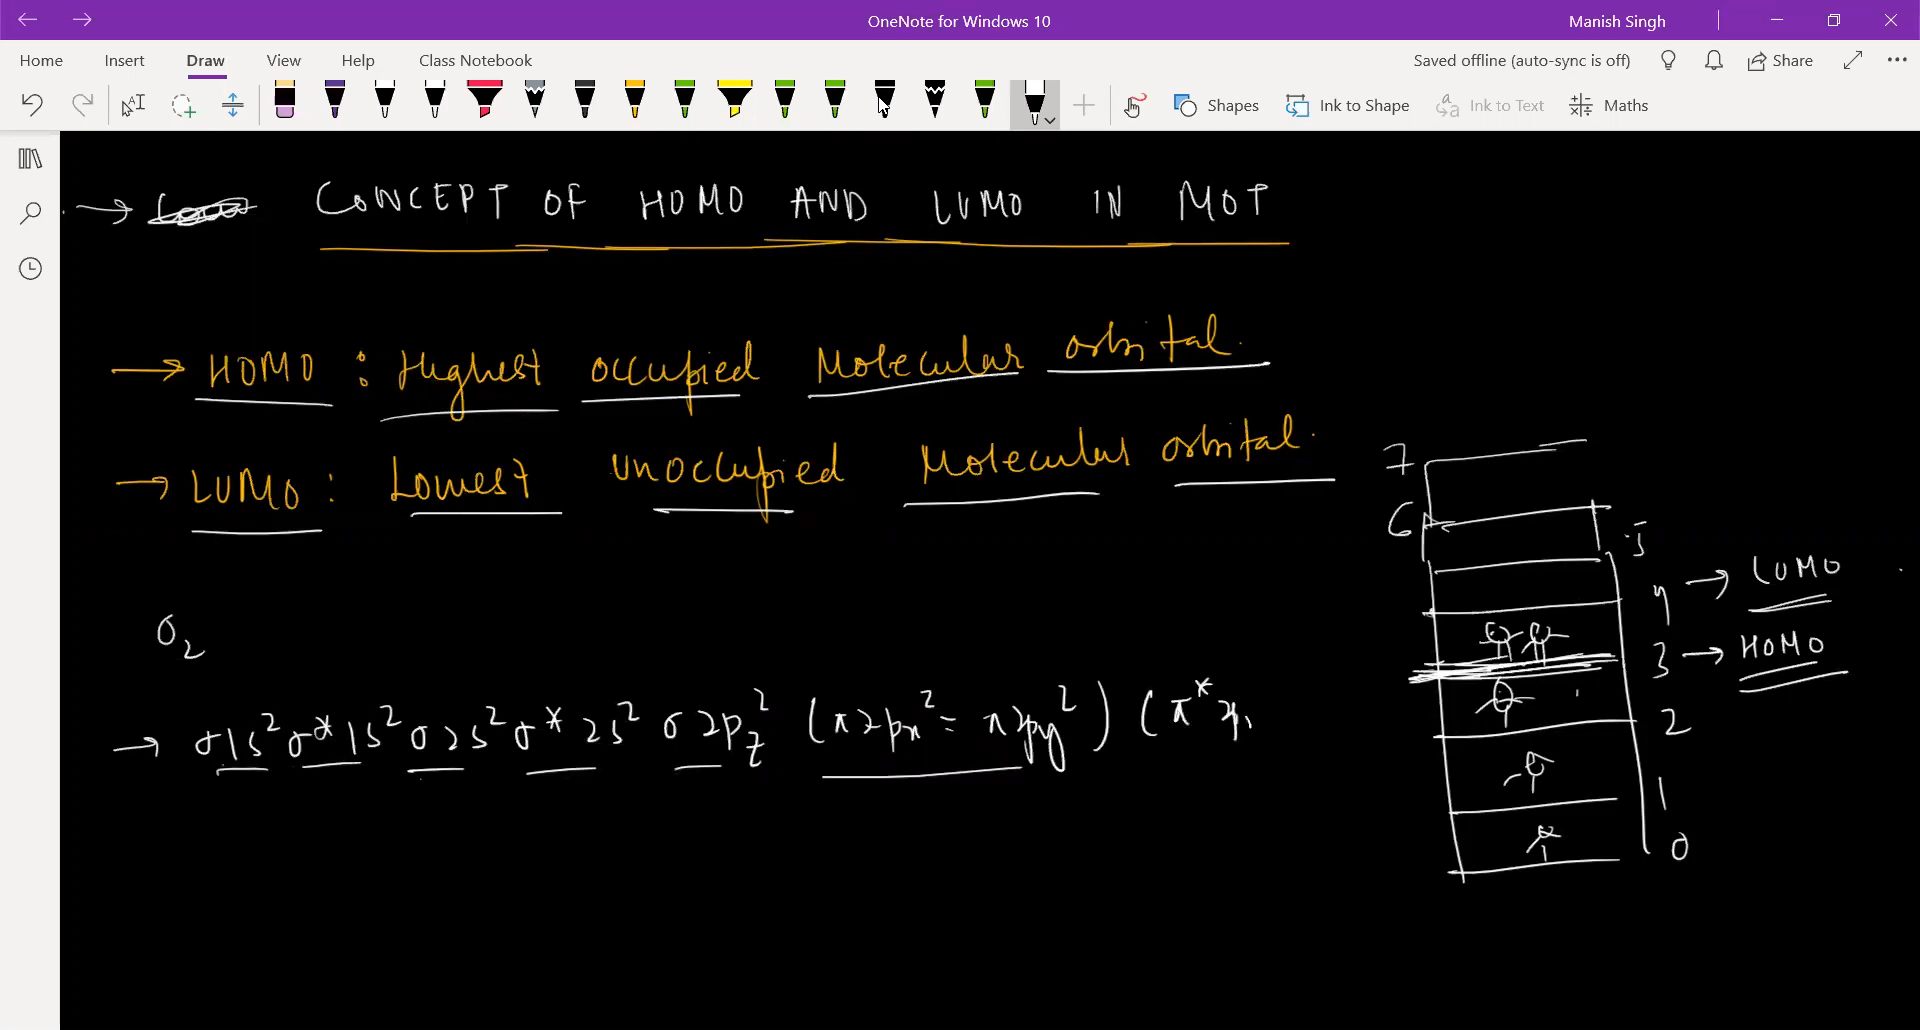 OneNote for Windows 10
Manish Singh
Home Insert Draw View Help Class Notebook
Saved offline (auto-sync is off) Share
Shapes Ink to Shape Ink to Text Maths
→ CONCEPT OF HOMO AND LUMO IN MOT
→ HOMO : Highest occupied Molecular orbital.
→ LUMO : Lowest unoccupied Molecular orbital.
7
6
5
4 → LUMO
O₂
3 → HOMO
→ σ1s² σ*1s² σ2s² σ*2s² σ2p_z² (π2pₓ² = π2p_y²) (π*2p
2
1
0